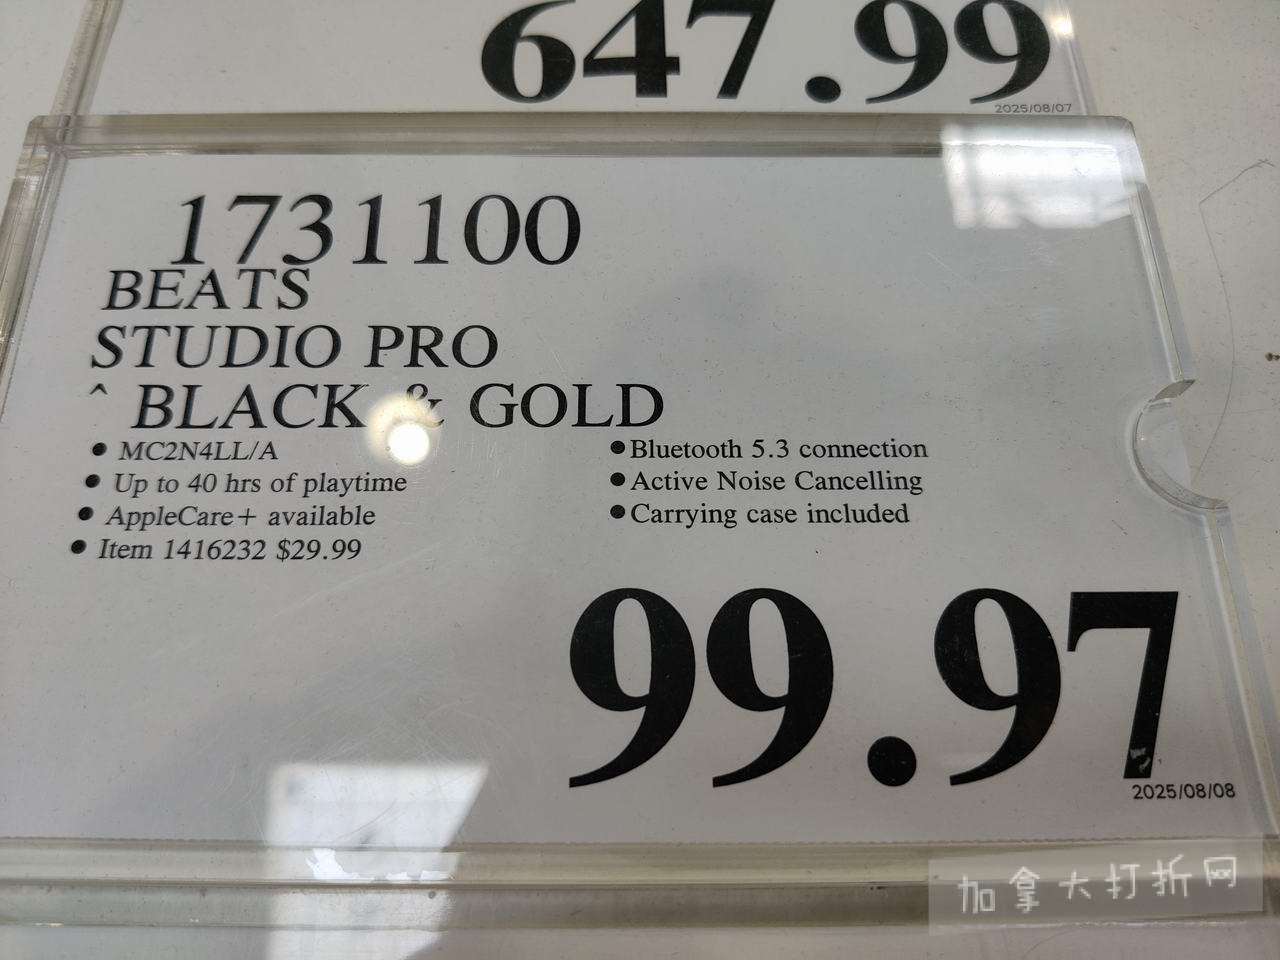 647.99
2025/08/07
1731100
BEATS
STUDIO PRO
^ BLACK & GOLD
● MC2N4LL/A
● Up to 40 hrs of playtime
● AppleCare+ available
● Item 1416232 $29.99
● Bluetooth 5.3 connection
● Active Noise Cancelling
● Carrying case included
99.97
2025/08/08
加拿大打折网